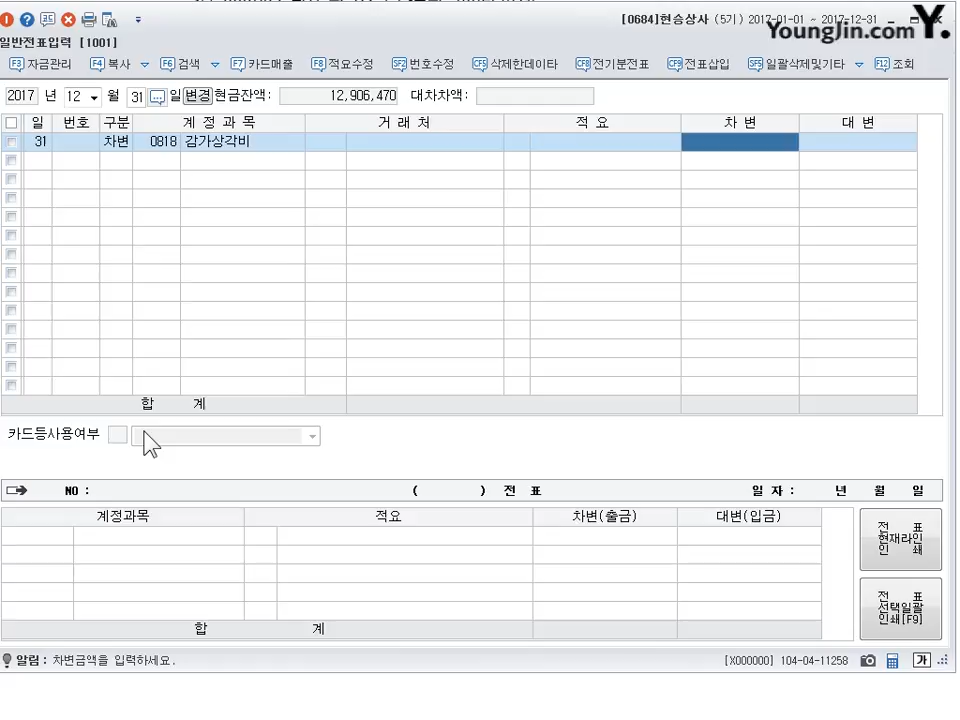 [0684]현승상사 (5기) 2017-01-01 ~ 2017-12-31
YoungJin.com Y.
일반전표입력 [1001]
F3 자금관리 F4 복사 F6 검색 F7 카드매출 F8 적요수정 SF2 번호수정 CF5 삭제한데이타 CF8 전기분전표 CF9 전표삽입 SF5 일괄삭제및기타 F12 조회
2017 년 12 월 31 일 변경 현금잔액: 12,906,470 대차차액:
일 번호 구분 계 정 과 목 거 래 처 적 요 차 변 대 변
31 차변 0818 감가상각비
합 계
카드등사용여부
NO : ( ) 전 표 일 자 : 년 월 일
계정과목 적요 차변(출금) 대변(입금)
전 표
현재라인
인 쇄
전 표
선택일괄
인쇄[F9]
합 계
알림 : 차변금액을 입력하세요. [X000000] 104-04-11258 가